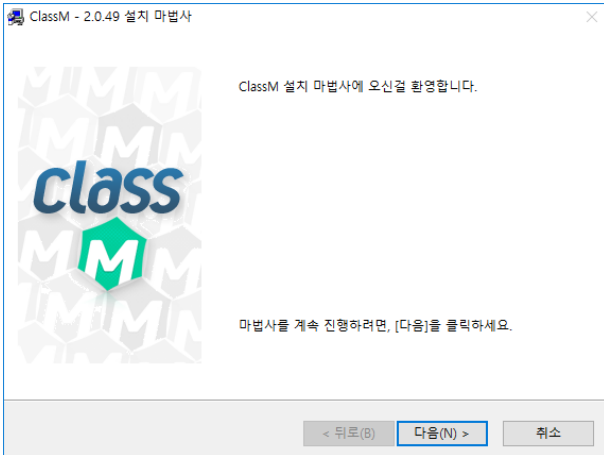 ClassM - 2.0.49 설치 마법사
ClassM 설치 마법사에 오신걸 환영합니다.
class
M
마법사를 계속 진행하려면, [다음]을 클릭하세요.
< 뒤로(B)
다음(N) >
취소